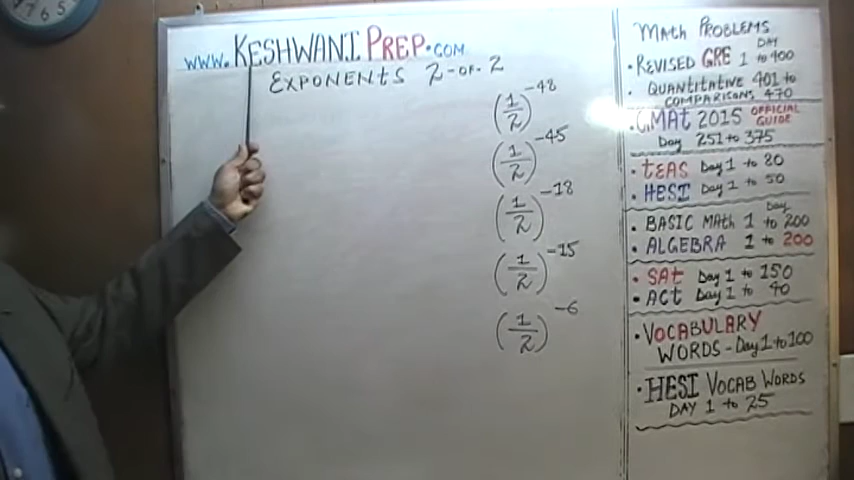 7 6 5
www.KESHWANI PREP.COM
EXPONENTS 2-OF-2
(1/2)^-48
(1/2)^-45
(1/2)^-18
(1/2)^-15
(1/2)^-6
MATH PROBLEMS
• REVISED GRE DAY 1 to 400
• QUANTITATIVE 401 to
COMPARISONS 470
• GMAT 2015 OFFICIAL GUIDE
Day 251 to 375
• TEAS Day 1 to 80
• HESI Day 1 to 50
• BASIC MATH Day 1 to 200
• ALGEBRA 1 to 200
• SAT Day 1 to 150
• ACT Day 1 to 40
• VOCABULARY
WORDS - Day 1 to 100
• HESI VOCAB WORDS
DAY 1 to 25